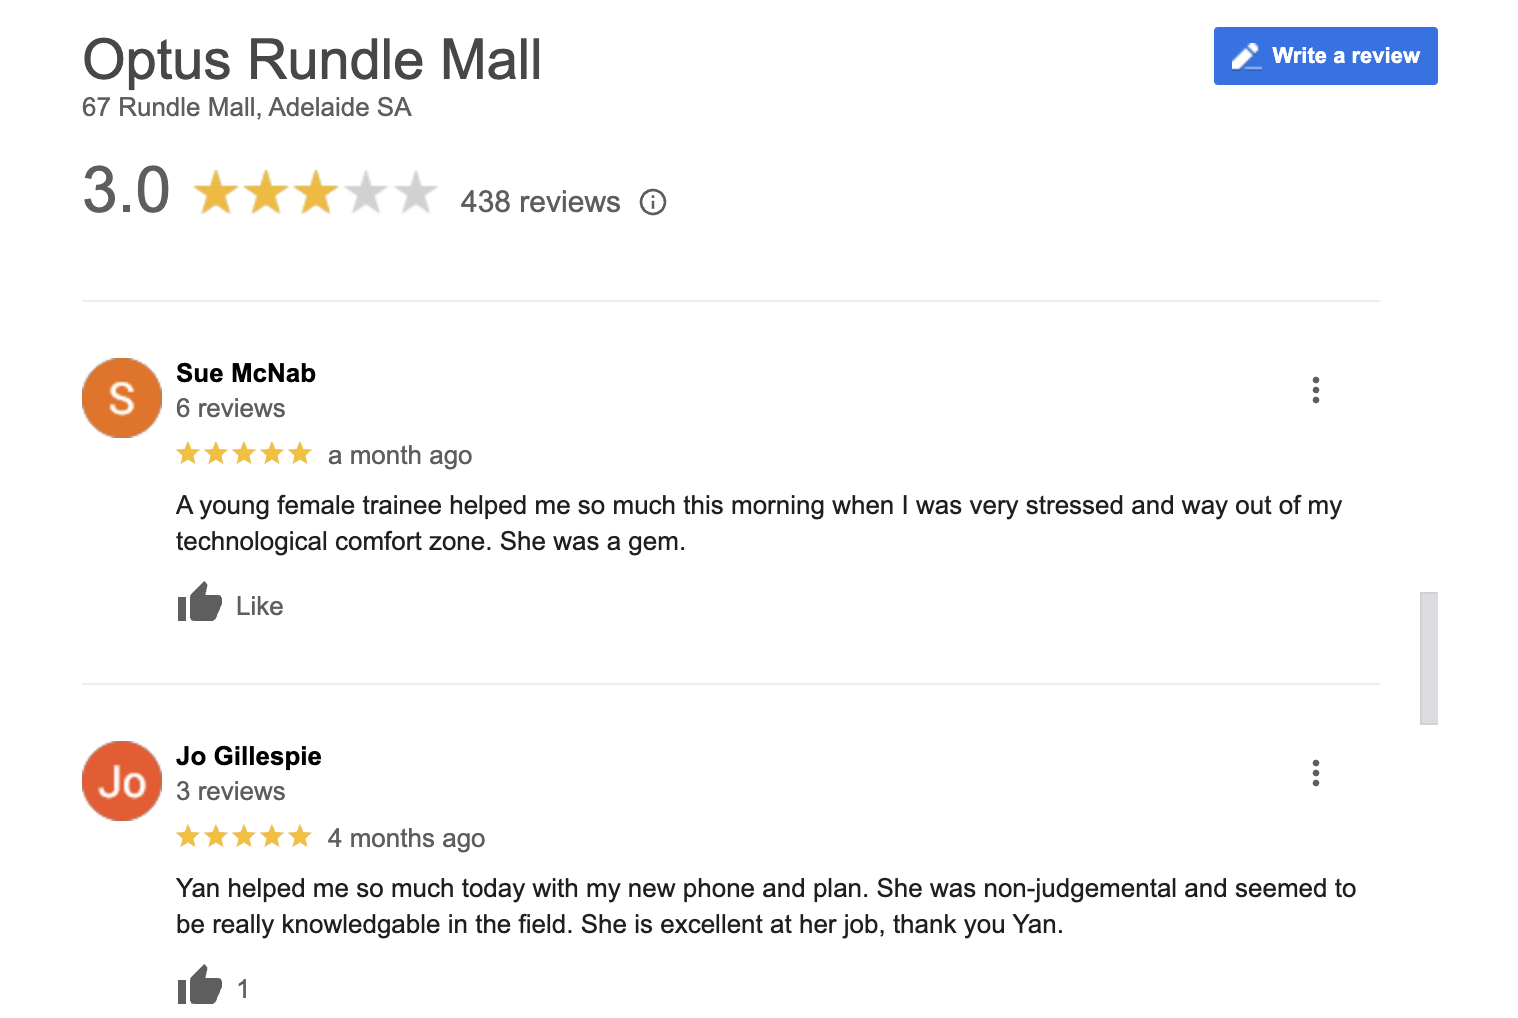 Optus Rundle Mall
Write a review
67 Rundle Mall, Adelaide SA
3.0
438 reviews
S
Sue McNab
6 reviews
a month ago
A young female trainee helped me so much this morning when I was very stressed and way out of my
technological comfort zone. She was a gem.
Like
Jo
Jo Gillespie
3 reviews
4 months ago
Yan helped me so much today with my new phone and plan. She was non-judgemental and seemed to
be really knowledgable in the field. She is excellent at her job, thank you Yan.
1